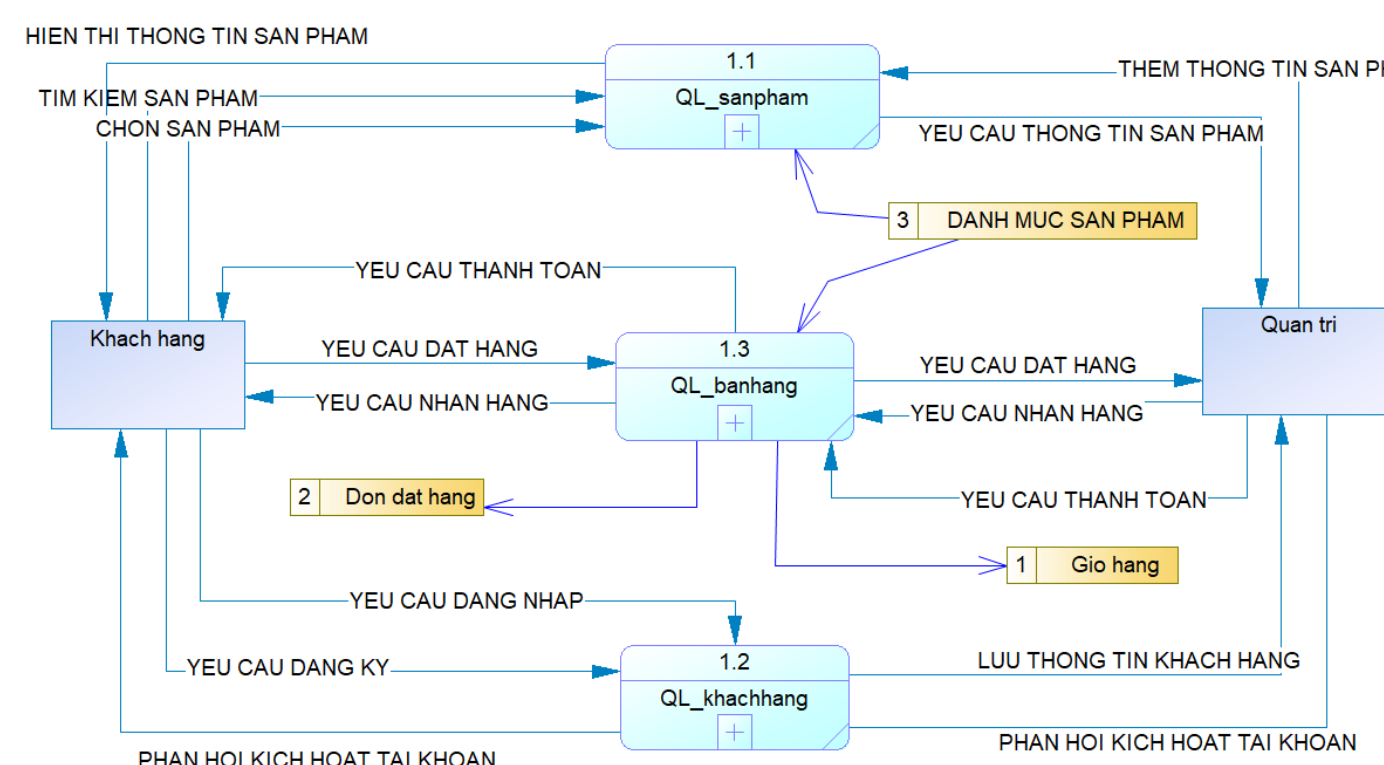 HIEN THI THONG TIN SAN PHAM
1.1
THEM THONG TIN SAN
TIM KIEM SAN PHAM
QL_sanpham
CHON SAN PHAM
YEU CAU THONG TIN SAN PHAM
3 DANH MUC SAN PHAM
YEU CAU THANH TOAN
Khach hang
Quan tri
1.3
YEU CAU DAT HANG
YEU CAU DAT HANG
QL_banhang
YEU CAU NHAN HANG
YEU CAU NHAN HANG
2 Don dat hang
YEU CAU THANH TOAN
1 Gio hang
YEU CAU DANG NHAP
1.2
YEU CAU DANG KY
LUU THONG TIN KHACH HANG
QL_khachhang
PHAN HOI KICH HOAT TAI KHOAN
PHAN HOI KICH HOAT TAI KHOAN